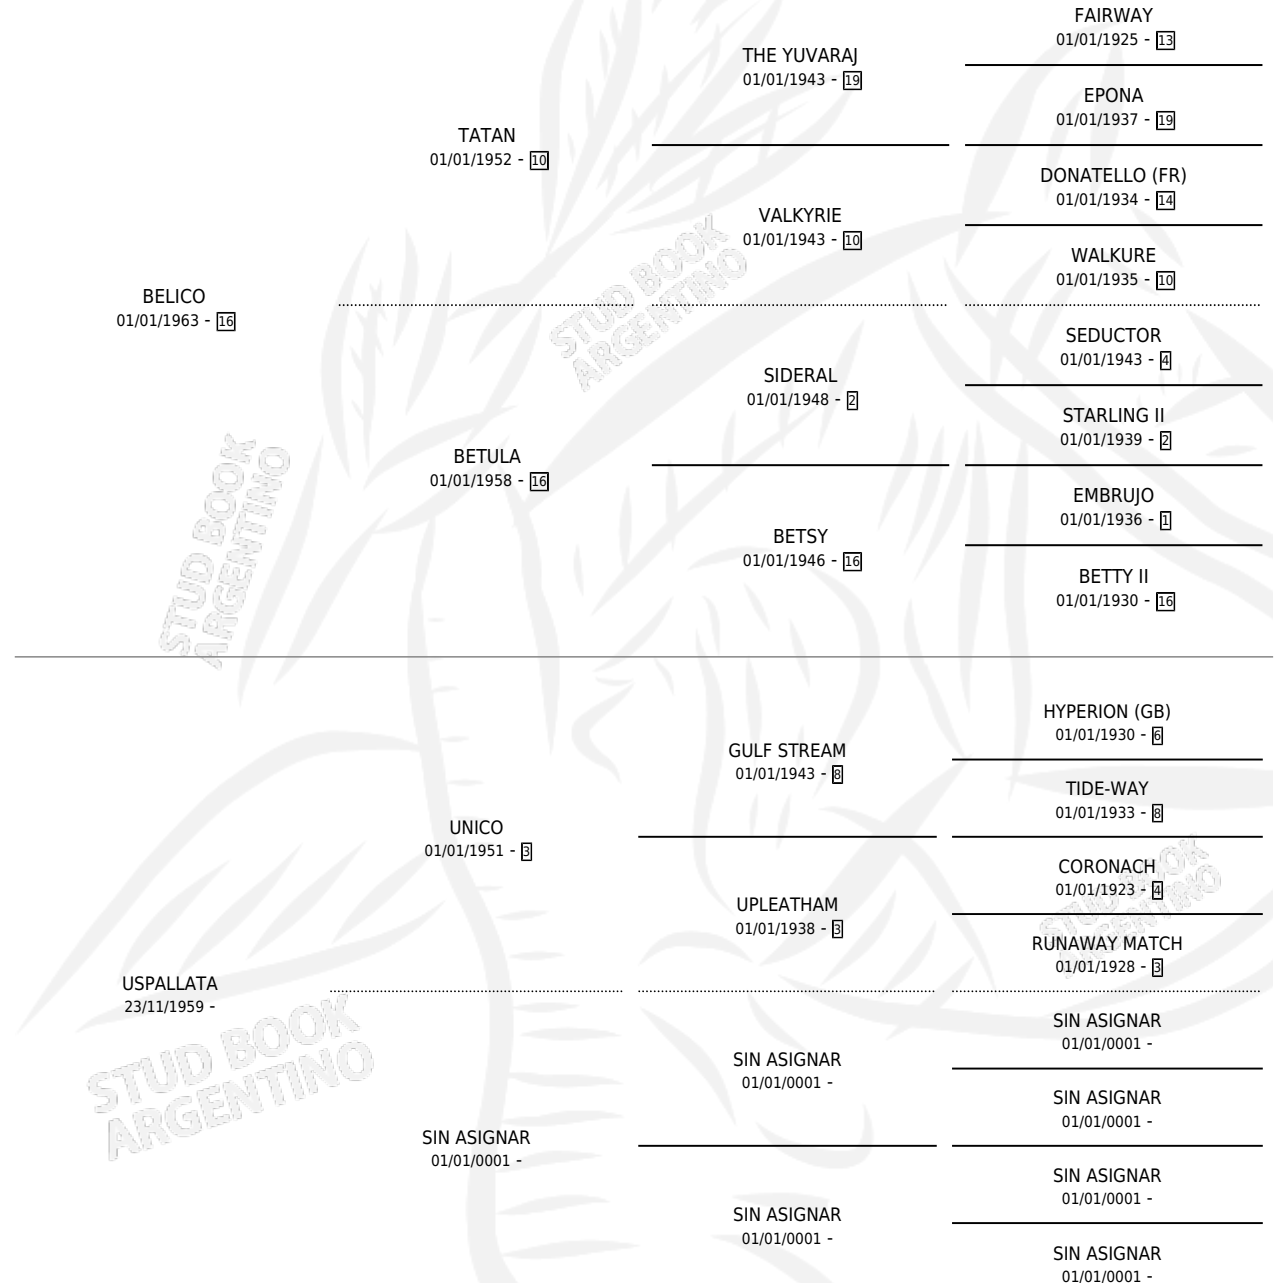 FAIRWAY
01/01/1925 - 13
THE YUVARAJ
01/01/1943 - 19
EPONA
01/01/1937 - 19
TATAN
01/01/1952 - 10
DONATELLO (FR)
01/01/1934 - 14
VALKYRIE
01/01/1943 - 10
WALKURE
01/01/1935 - 10
BELICO
01/01/1963 - 16
STUD BOOK
ARGENTINO
SEDUCTOR
01/01/1943 - 4
SIDERAL
01/01/1948 - 2
STARLING II
01/01/1939 - 2
BETULA
01/01/1958 - 16
EMBRUJO
01/01/1936 - 1
BETSY
01/01/1946 - 16
BETTY II
01/01/1930 - 16
STUD BOOK
ARGENTINO
HYPERION (GB)
01/01/1930 - 6
GULF STREAM
01/01/1943 - 8
TIDE-WAY
01/01/1933 - 8
UNICO
01/01/1951 - 3
CORONACH
01/01/1923 - 4
UPLEATHAM
01/01/1938 - 3
RUNAWAY MATCH
01/01/1928 - 3
STUD BOOK
ARGENTINO
USPALLATA
23/11/1959 -
SIN ASIGNAR
01/01/0001 -
SIN ASIGNAR
01/01/0001 -
SIN ASIGNAR
01/01/0001 -
STUD BOOK
ARGENTINO
SIN ASIGNAR
01/01/0001 -
SIN ASIGNAR
01/01/0001 -
SIN ASIGNAR
01/01/0001 -
SIN ASIGNAR
01/01/0001 -